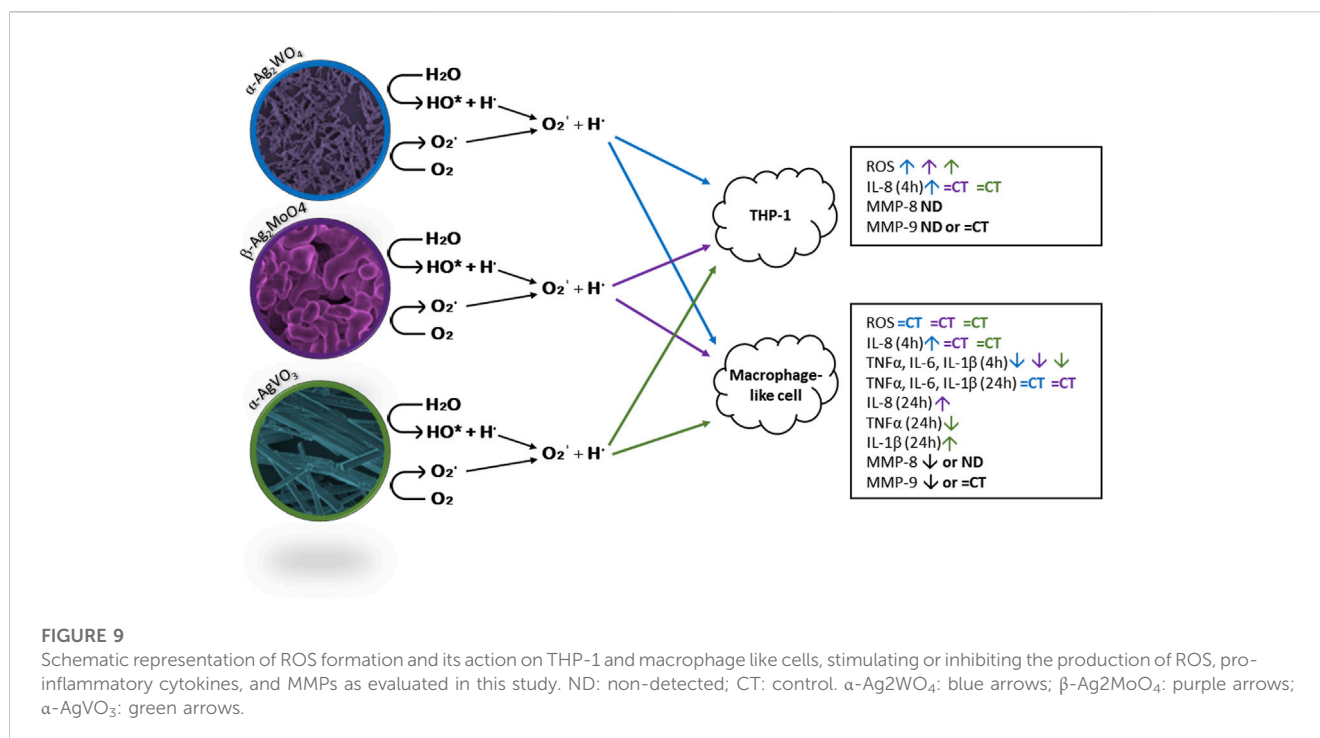 α-Ag₂WO₄
H₂O
HO* + H·
O₂·
O₂
O₂' + H·
β-Ag₂MoO4
H₂O
HO* + H·
O₂·
O₂
O₂' + H·
α-AgVO₃
H₂O
HO* + H·
O₂·
O₂
O₂' + H·
THP-1
Macrophage-
like cell
ROS ↑ ↑ ↑
IL-8 (4h) ↑ =CT =CT
MMP-8 ND
MMP-9 ND or =CT
ROS =CT =CT =CT
IL-8 (4h) ↑ =CT =CT
TNFα, IL-6, IL-1β (4h) ↓ ↓ ↓
TNFα, IL-6, IL-1β (24h) =CT =CT
IL-8 (24h) ↑
TNFα (24h) ↓
IL-1β (24h) ↑
MMP-8 ↓ or ND
MMP-9 ↓ or =CT
FIGURE 9
Schematic representation of ROS formation and its action on THP-1 and macrophage like cells, stimulating or inhibiting the production of ROS, pro-
inflammatory cytokines, and MMPs as evaluated in this study. ND: non-detected; CT: control. α-Ag2WO₄: blue arrows; β-Ag2MoO₄: purple arrows;
α-AgVO₃: green arrows.